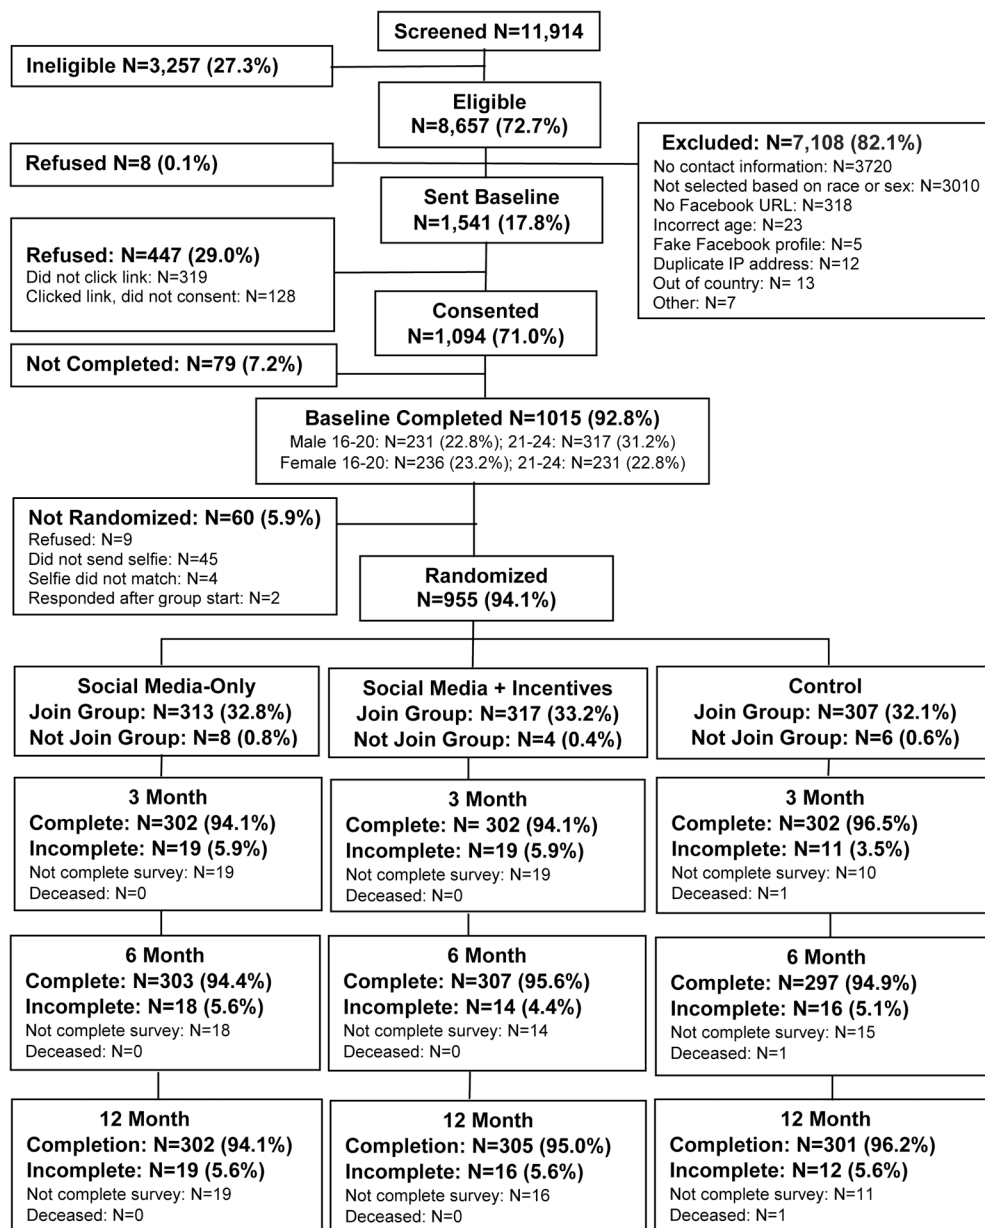 Screened N=11,914
Ineligible N=3,257 (27.3%)
Eligible
N=8,657 (72.7%)
Refused N=8 (0.1%)
Excluded: N=7,108 (82.1%)
No contact information: N=3720
Not selected based on race or sex: N=3010
No Facebook URL: N=318
Incorrect age: N=23
Fake Facebook profile: N=5
Duplicate IP address: N=12
Out of country: N= 13
Other: N=7
Sent Baseline
N=1,541 (17.8%)
Refused: N=447 (29.0%)
Did not click link: N=319
Clicked link, did not consent: N=128
Consented
N=1,094 (71.0%)
Not Completed: N=79 (7.2%)
Baseline Completed N=1015 (92.8%)
Male 16-20: N=231 (22.8%); 21-24: N=317 (31.2%)
Female 16-20: N=236 (23.2%); 21-24: N=231 (22.8%)
Not Randomized: N=60 (5.9%)
Refused: N=9
Did not send selfie: N=45
Selfie did not match: N=4
Responded after group start: N=2
Randomized
N=955 (94.1%)
Social Media-Only
Join Group: N=313 (32.8%)
Not Join Group: N=8 (0.8%)
Social Media + Incentives
Join Group: N=317 (33.2%)
Not Join Group: N=4 (0.4%)
Control
Join Group: N=307 (32.1%)
Not Join Group: N=6 (0.6%)
3 Month
Complete: N=302 (94.1%)
Incomplete: N=19 (5.9%)
Not complete survey: N=19
Deceased: N=0
3 Month
Complete: N= 302 (94.1%)
Incomplete: N=19 (5.9%)
Not complete survey: N=19
Deceased: N=0
3 Month
Complete: N=302 (96.5%)
Incomplete: N=11 (3.5%)
Not complete survey: N=10
Deceased: N=1
6 Month
Complete: N=303 (94.4%)
Incomplete: N=18 (5.6%)
Not complete survey: N=18
Deceased: N=0
6 Month
Complete: N=307 (95.6%)
Incomplete: N=14 (4.4%)
Not complete survey: N=14
Deceased: N=0
6 Month
Complete: N=297 (94.9%)
Incomplete: N=16 (5.1%)
Not complete survey: N=15
Deceased: N=1
12 Month
Completion: N=302 (94.1%)
Incomplete: N=19 (5.6%)
Not complete survey: N=19
Deceased: N=0
12 Month
Completion: N=305 (95.0%)
Incomplete: N=16 (5.6%)
Not complete survey: N=16
Deceased: N=0
12 Month
Completion: N=301 (96.2%)
Incomplete: N=12 (5.6%)
Not complete survey: N=11
Deceased: N=1